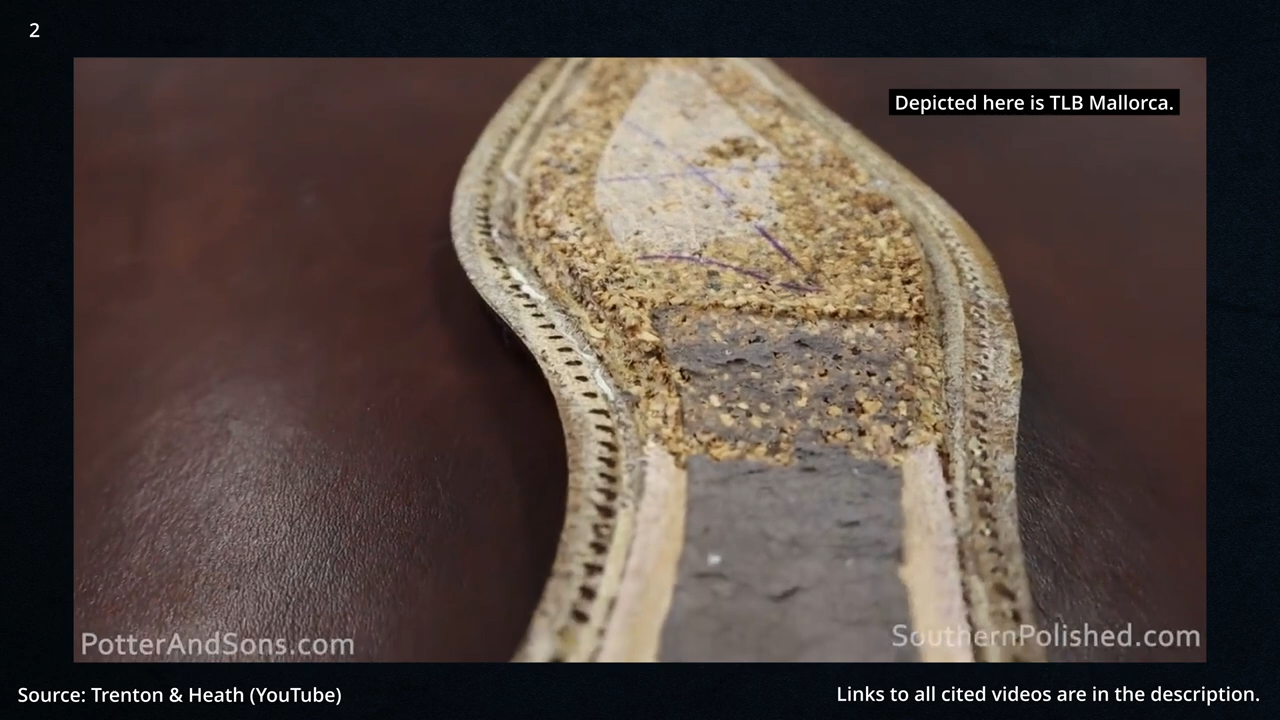 2
Depicted here is TLB Mallorca.
PotterAndSons.com
SouthernPolished.com
Source: Trenton & Heath (YouTube)
Links to all cited videos are in the description.